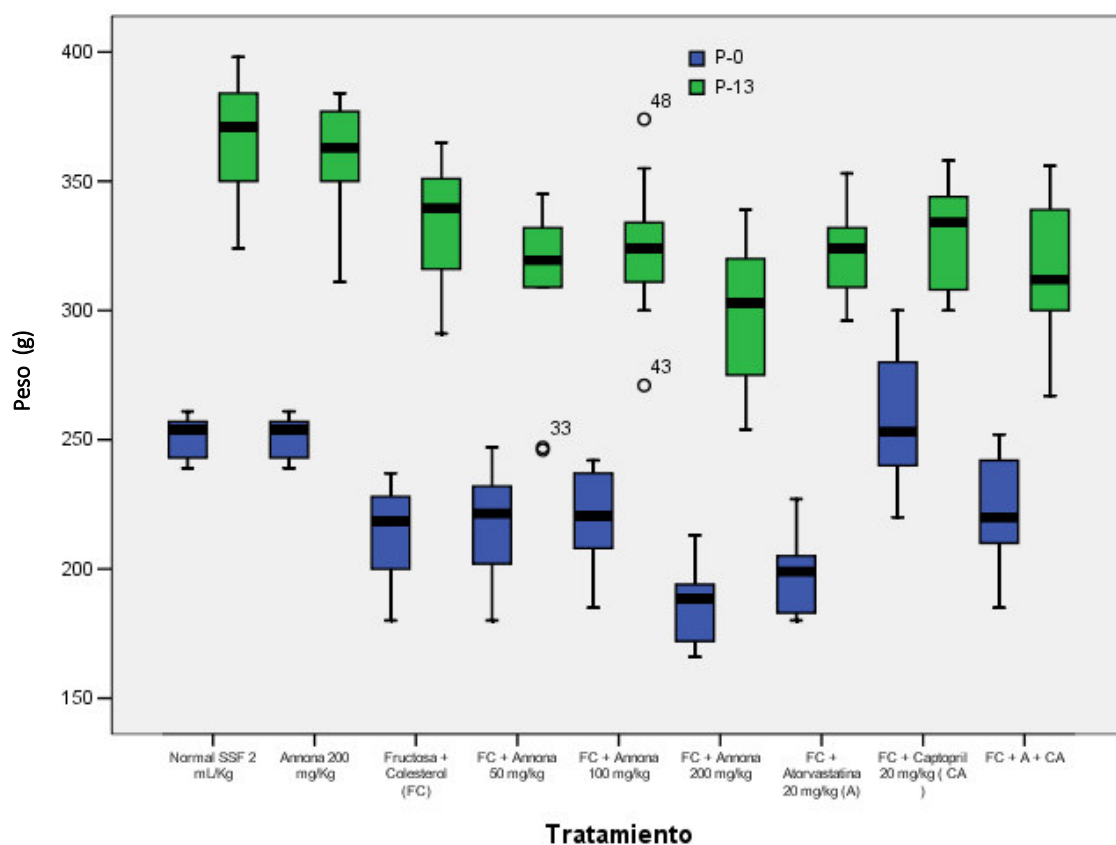 400
350
300
250
200
150
Peso (g)
P-0
P-13
48
43
33
Normal SSF 2
mL/Kg
Annona 200
mg/Kg
Fructosa +
Colesterol
(FC)
FC + Annona
50 mg/kg
FC + Annona
100 mg/kg
FC + Annona
200 mg/kg
FC +
Atorvastatina
20 mg/kg (A)
FC + Captopril
20 mg/kg ( CA
)
FC + A + CA
Tratamiento